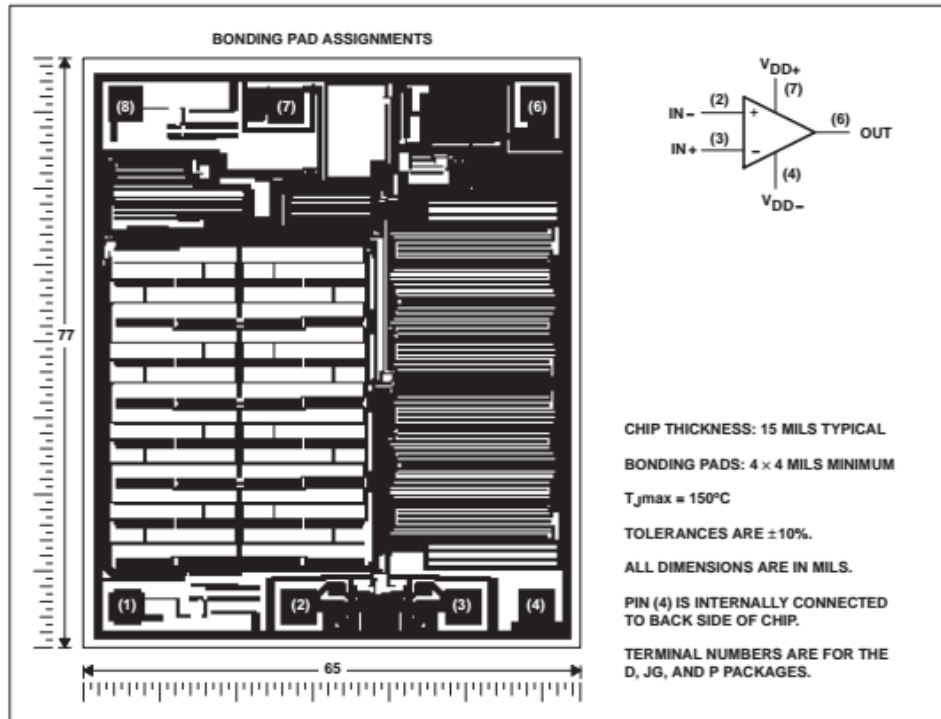 BONDING PAD ASSIGNMENTS
(8)
(7)
(6)
VDD+
(7)
(2)
IN−
+
(6)
OUT
(3)
IN+
−
(4)
VDD−
77
CHIP THICKNESS: 15 MILS TYPICAL
BONDING PADS: 4 × 4 MILS MINIMUM
TJmax = 150°C
TOLERANCES ARE ±10%.
ALL DIMENSIONS ARE IN MILS.
PIN (4) IS INTERNALLY CONNECTED
TO BACK SIDE OF CHIP.
TERMINAL NUMBERS ARE FOR THE
D, JG, AND P PACKAGES.
(1)
(2)
(3)
(4)
65